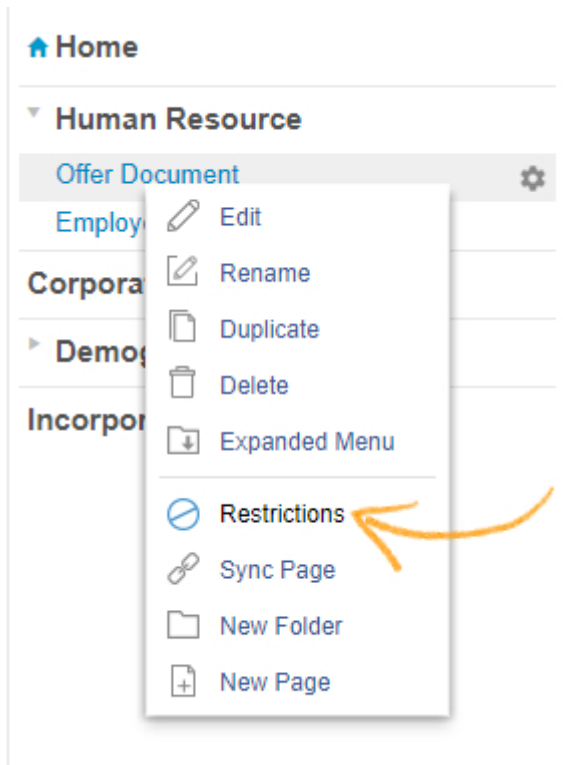 Home
Human Resource
Offer Document
Edit
Rename
Duplicate
Delete
Expanded Menu
Restrictions
Sync Page
New Folder
New Page